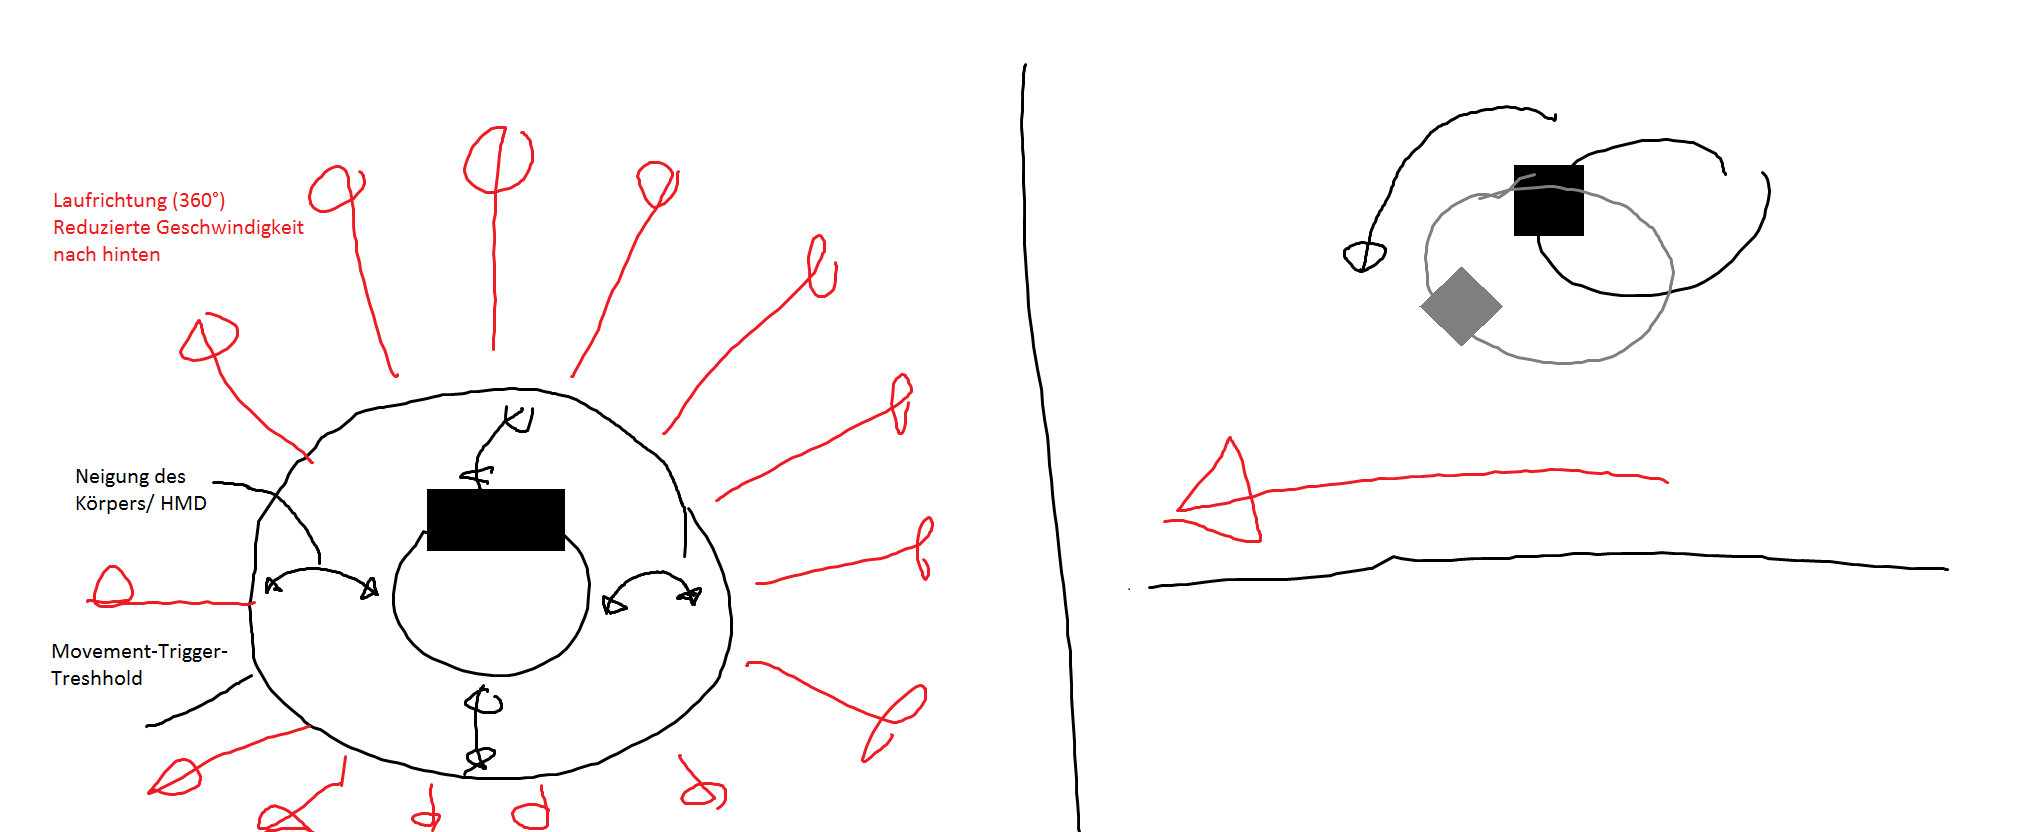 Laufrichtung (360°)
Reduzierte Geschwindigkeit
nach hinten
Neigung des
Körpers/ HMD
Movement-Trigger-
Treshhold